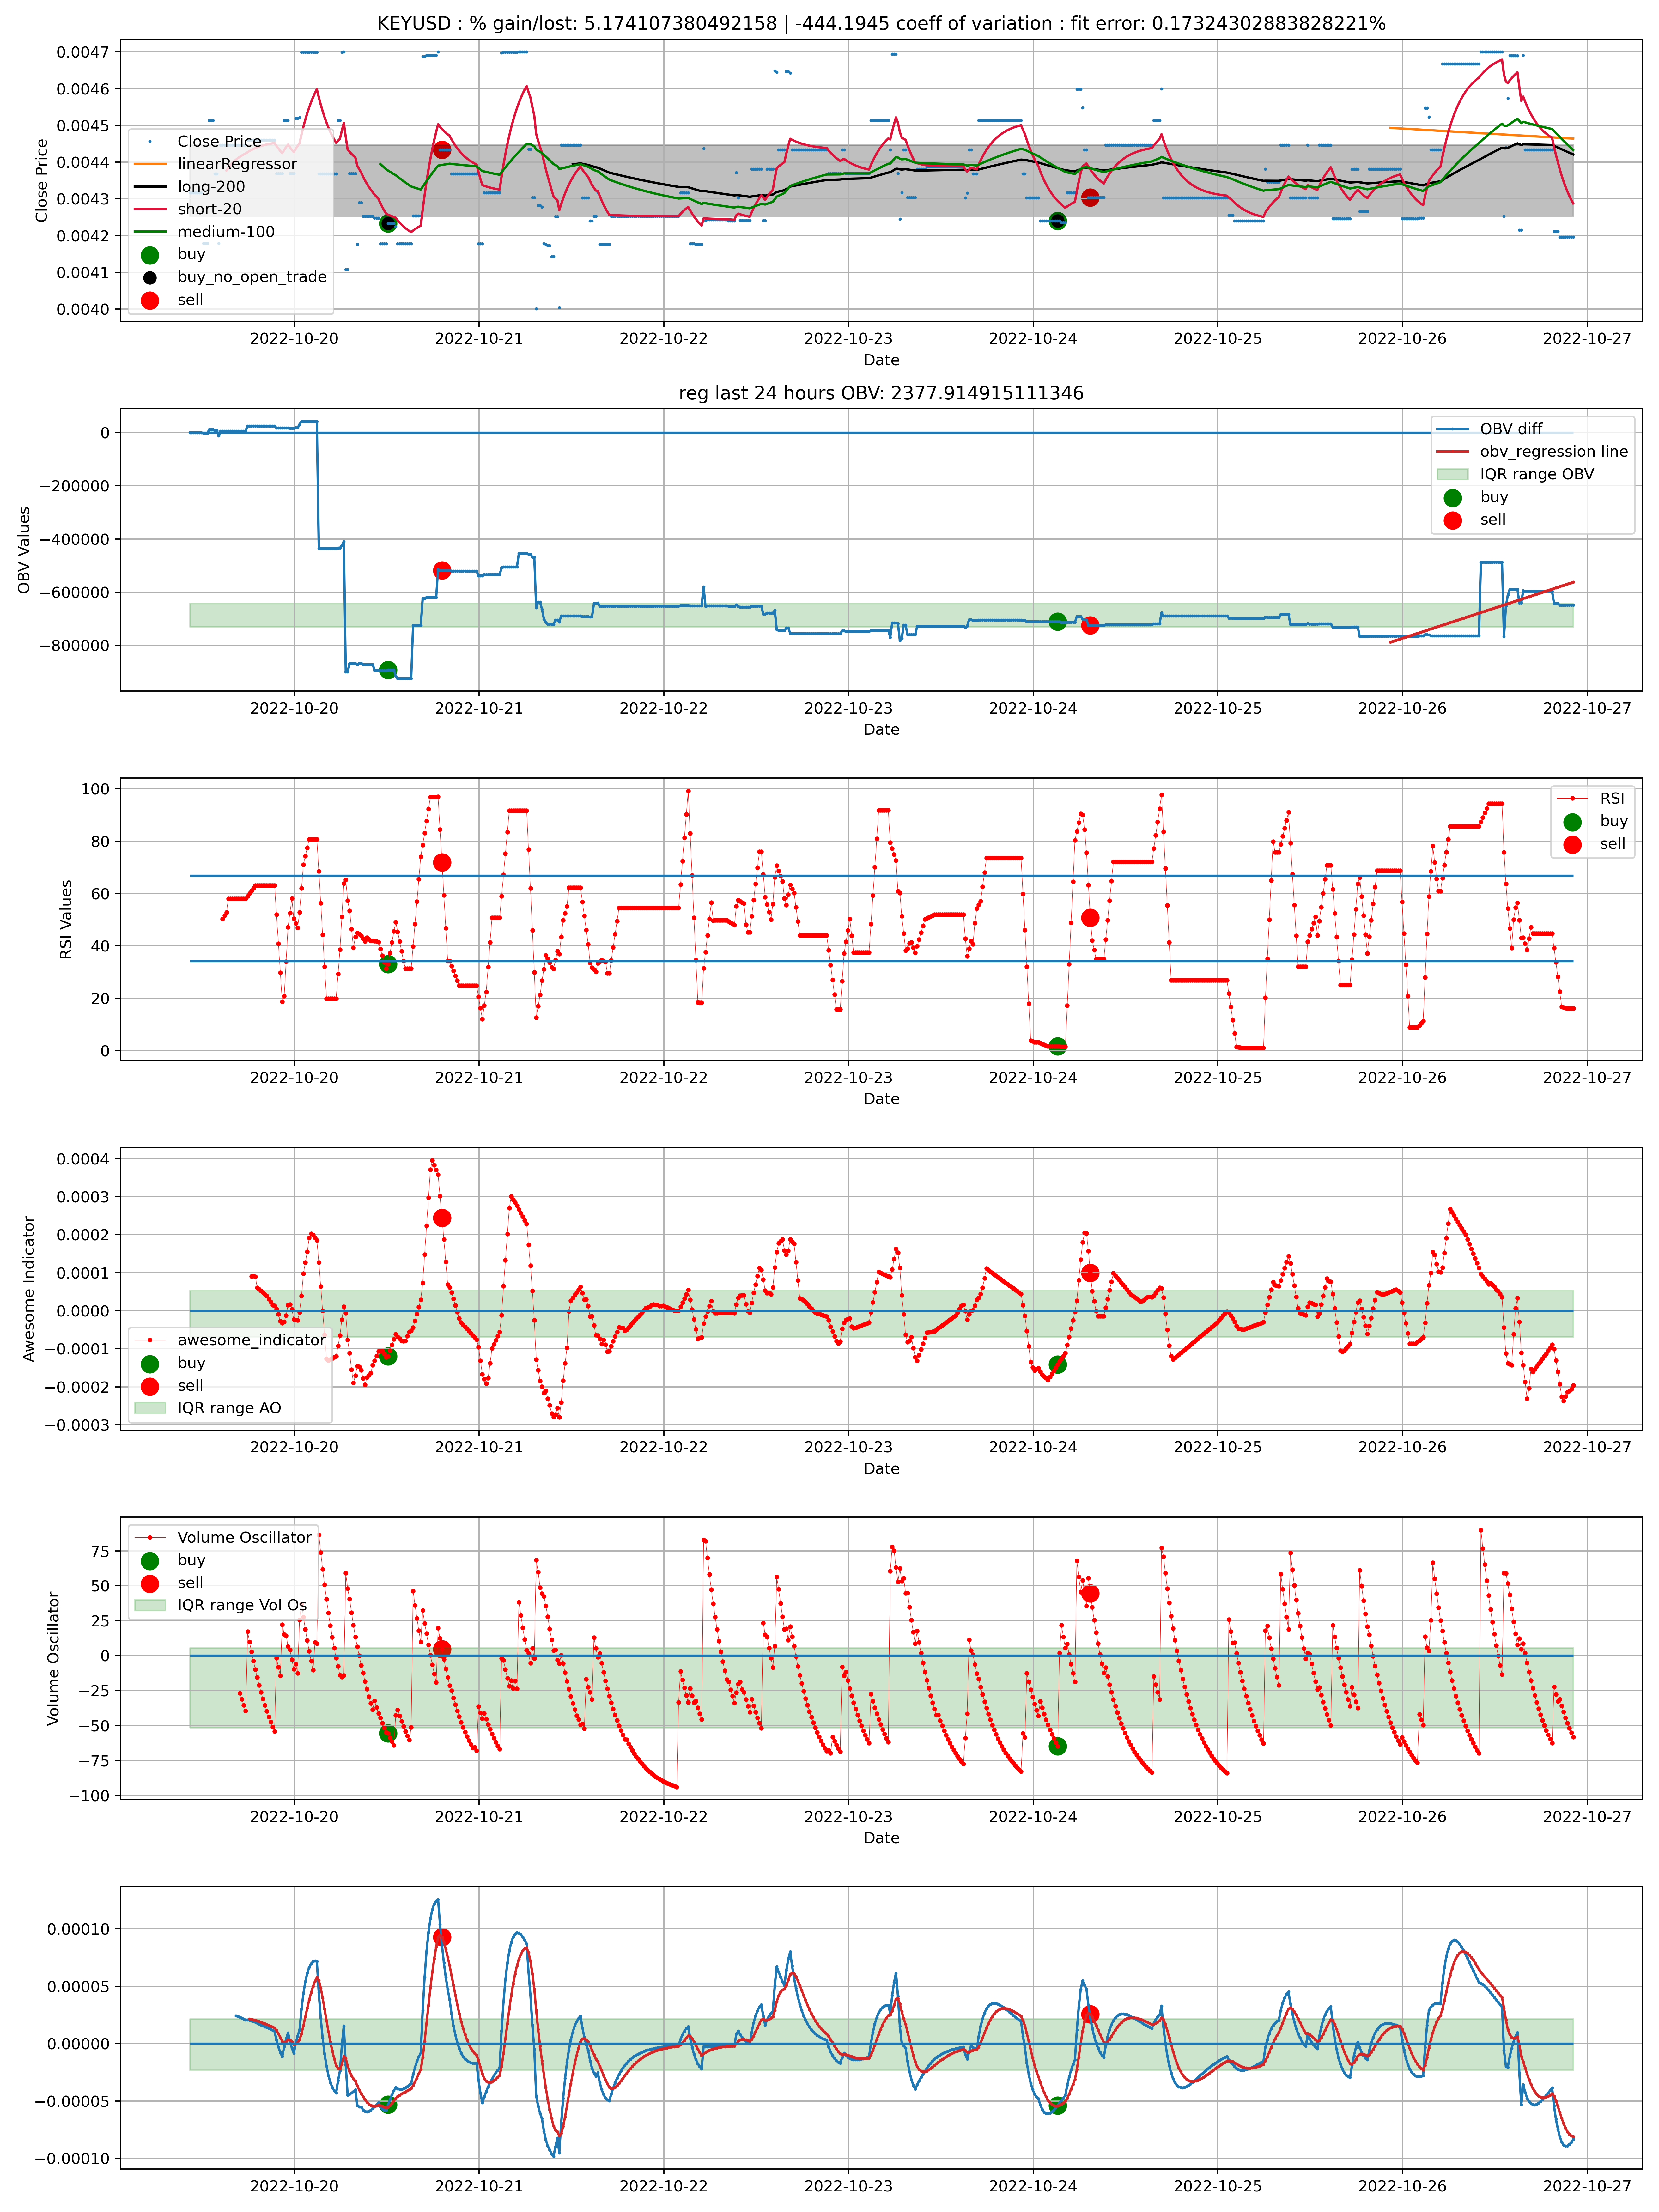 KEYUSD : % gain/lost: 5.174107380492158 | -444.1945 coeff of variation : fit error: 0.17324302883828221%
Close Price
0.0047
0.0046
0.0045
0.0044
0.0043
0.0042
0.0041
0.0040
Close Price
linearRegressor
long-200
short-20
medium-100
buy
buy_no_open_trade
sell
2022-10-20 2022-10-21 2022-10-22 2022-10-23 2022-10-24 2022-10-25 2022-10-26 2022-10-27
Date
reg last 24 hours OBV: 2377.914915111346
OBV Values
0
−200000
−400000
−600000
−800000
OBV diff
obv_regression line
IQR range OBV
buy
sell
2022-10-20 2022-10-21 2022-10-22 2022-10-23 2022-10-24 2022-10-25 2022-10-26 2022-10-27
Date
RSI Values
100
80
60
40
20
0
RSI
buy
sell
2022-10-20 2022-10-21 2022-10-22 2022-10-23 2022-10-24 2022-10-25 2022-10-26 2022-10-27
Date
Awesome Indicator
0.0004
0.0003
0.0002
0.0001
0.0000
−0.0001
−0.0002
−0.0003
awesome_indicator
buy
sell
IQR range AO
2022-10-20 2022-10-21 2022-10-22 2022-10-23 2022-10-24 2022-10-25 2022-10-26 2022-10-27
Date
Volume Oscillator
75
50
25
0
−25
−50
−75
−100
Volume Oscillator
buy
sell
IQR range Vol Os
2022-10-20 2022-10-21 2022-10-22 2022-10-23 2022-10-24 2022-10-25 2022-10-26 2022-10-27
Date
0.00010
0.00005
0.00000
−0.00005
−0.00010
2022-10-20 2022-10-21 2022-10-22 2022-10-23 2022-10-24 2022-10-25 2022-10-26 2022-10-27